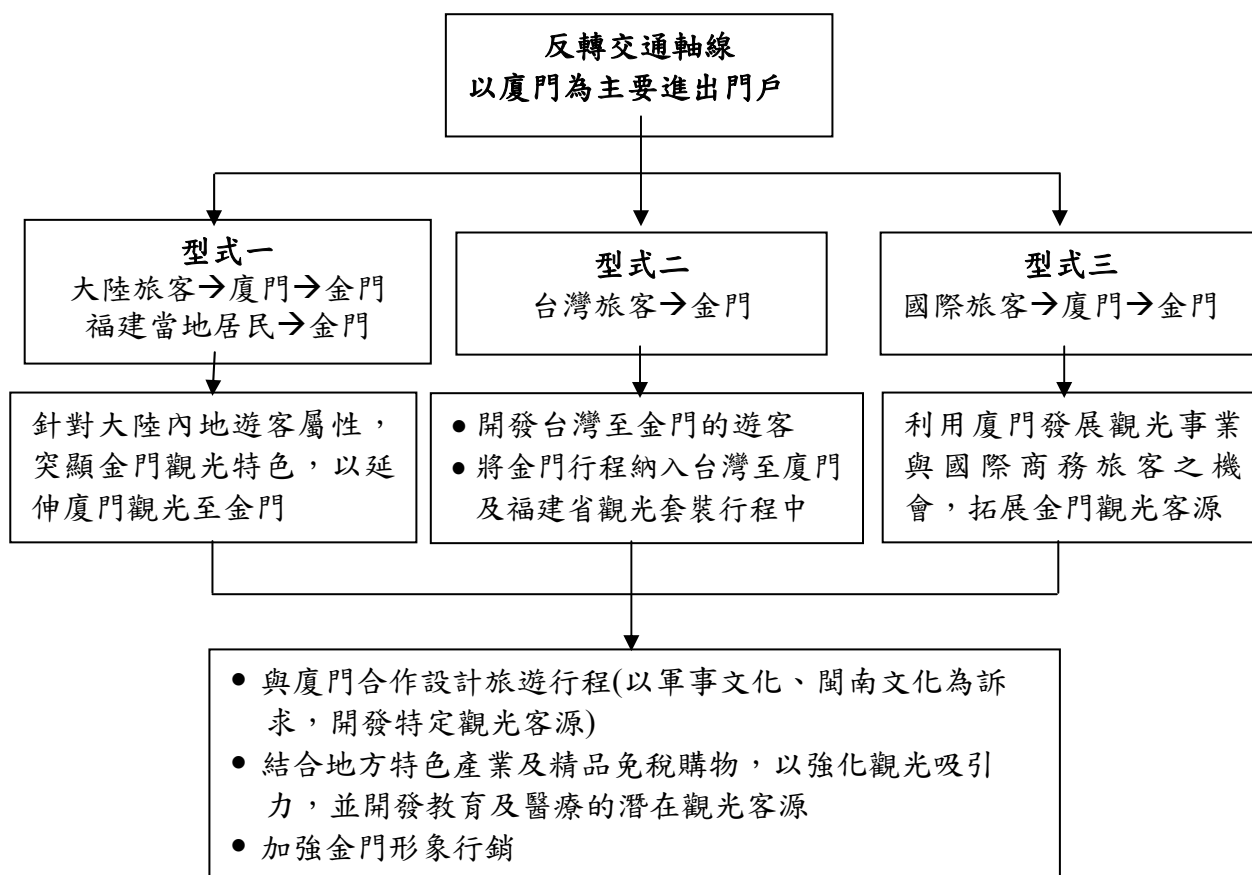 反轉交通軸線
以廈門為主要進出門戶
型式一
大陸旅客→廈門→金門
福建當地居民→金門
型式二
台灣旅客→金門
型式三
國際旅客→廈門→金門
針對大陸內地遊客屬性，
突顯金門觀光特色，以延
伸廈門觀光至金門
● 開發台灣至金門的遊客
● 將金門行程納入台灣至廈門
及福建省觀光套裝行程中
利用廈門發展觀光事業
與國際商務旅客之機
會，拓展金門觀光客源
● 與廈門合作設計旅遊行程(以軍事文化、閩南文化為訴
求，開發特定觀光客源)
● 結合地方特色產業及精品免稅購物，以強化觀光吸引
力，並開發教育及醫療的潛在觀光客源
● 加強金門形象行銷